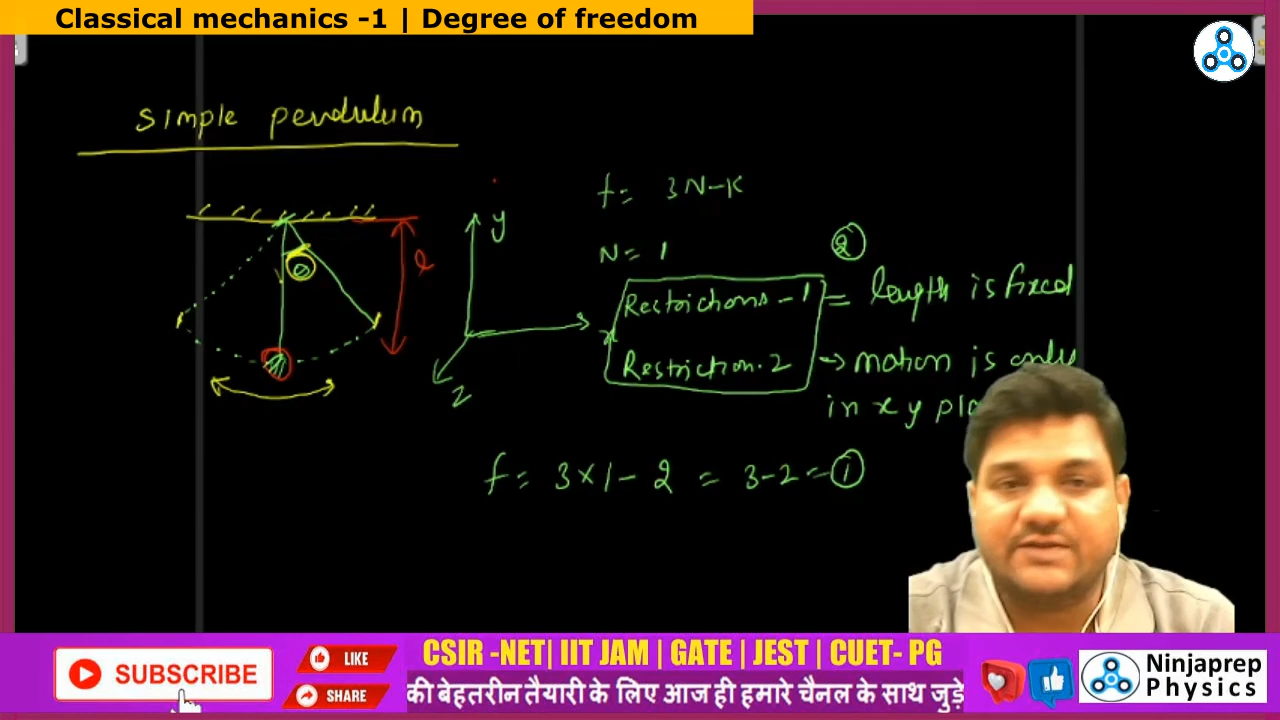 Classical mechanics -1 | Degree of freedom
simple pendulum
f = 3N-K
y
N = 1
2
θ
l
Restrictions - 1 = length is fixed
x
Restriction. 2 → motion is only
z
in x y
f = 3×1-2 = 3-2 = 1
SUBSCRIBE
LIKE
SHARE
CSIR -NET| IIT JAM | GATE | JEST | CUET- PG
की बेहतरीन तैयारी के लिए आज ही हमारे चैनल के साथ जुड़े
Ninjaprep
Physics